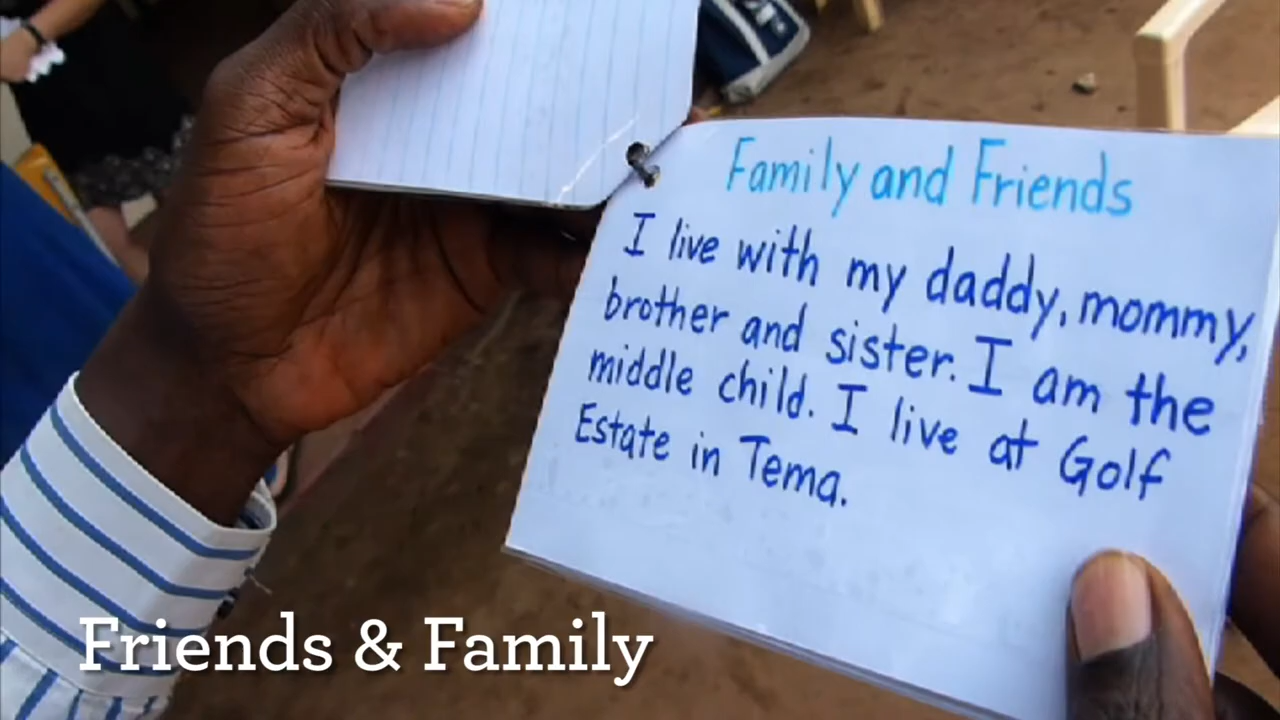 Family and Friends
I live with my daddy, mommy,
brother and sister. I am the
middle child. I live at Golf
Estate in Tema.
Friends & Family